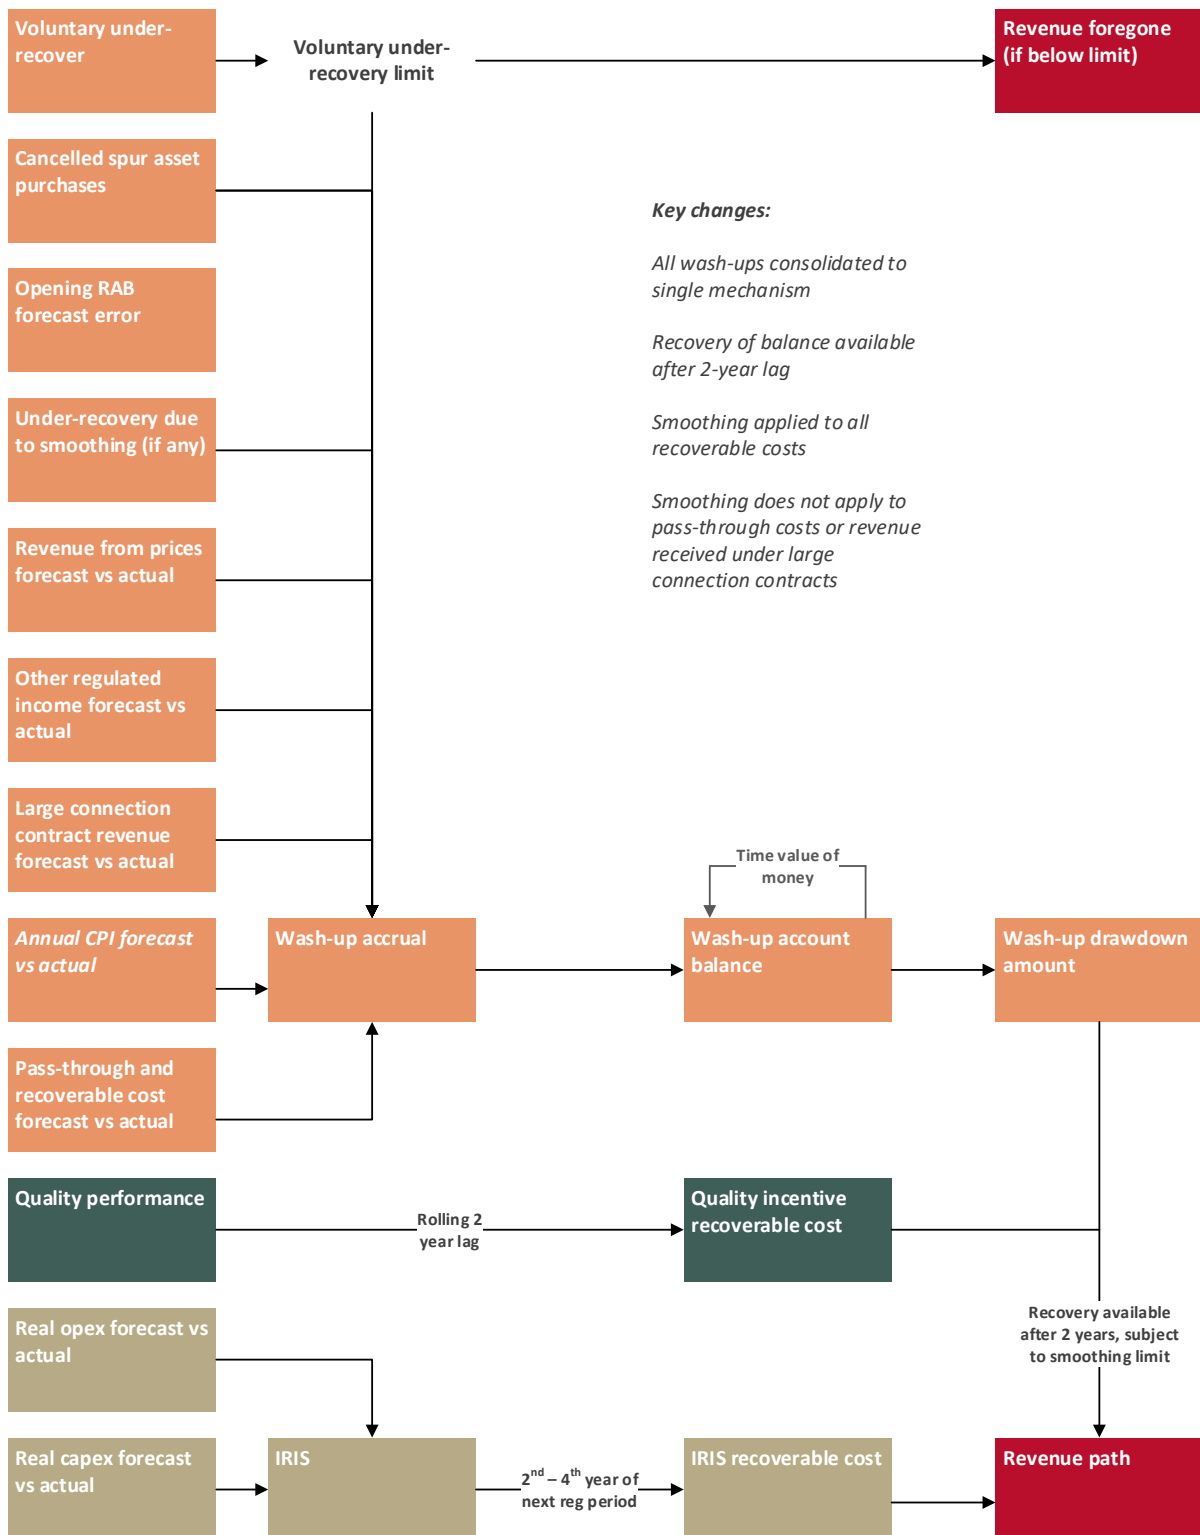 Voluntary under-
recover
Voluntary under-
recovery limit
Revenue foregone
(if below limit)
Cancelled spur asset
purchases
Key changes:
All wash-ups consolidated to
single mechanism
Recovery of balance available
after 2-year lag
Smoothing applied to all
recoverable costs
Smoothing does not apply to
pass-through costs or revenue
received under large
connection contracts
Opening RAB
forecast error
Under-recovery due
to smoothing (if any)
Revenue from prices
forecast vs actual
Other regulated
income forecast vs
actual
Large connection
contract revenue
forecast vs actual
Time value of
money
Annual CPI forecast
vs actual
Wash-up accrual
Wash-up account
balance
Wash-up drawdown
amount
Pass-through and
recoverable cost
forecast vs actual
Quality performance
Rolling 2
year lag
Quality incentive
recoverable cost
Recovery available
after 2 years, subject
to smoothing limit
Real opex forecast vs
actual
Real capex forecast
vs actual
IRIS
2nd – 4th year of
next reg period
IRIS recoverable cost
Revenue path